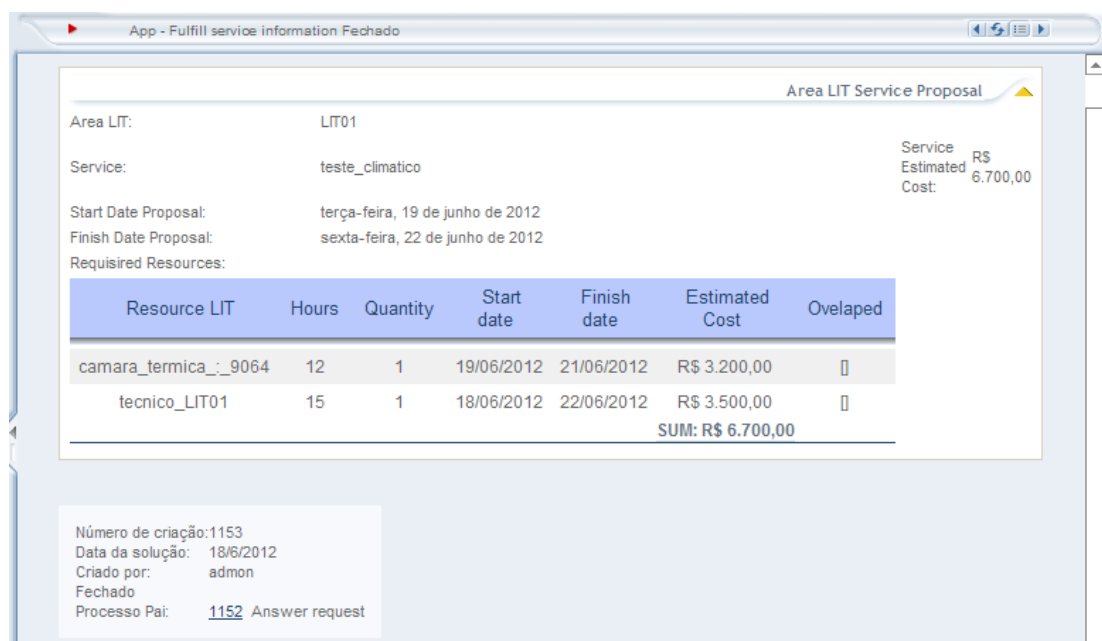 App - Fulfill service information Fechado
Area LIT Service Proposal
Area LIT: LIT01
Service: teste_climatico
Service Estimated Cost: R$ 6.700,00
Start Date Proposal: terça-feira, 19 de junho de 2012
Finish Date Proposal: sexta-feira, 22 de junho de 2012
Requisired Resources:
Resource LIT Hours Quantity Start date Finish date Estimated Cost Ovelaped
camara_termica_:_9064 12 1 19/06/2012 21/06/2012 R$ 3.200,00 []
tecnico_LIT01 15 1 18/06/2012 22/06/2012 R$ 3.500,00 []
SUM: R$ 6.700,00
Número de criação:1153
Data da solução: 18/6/2012
Criado por: admon
Fechado
Processo Pai: 1152 Answer request